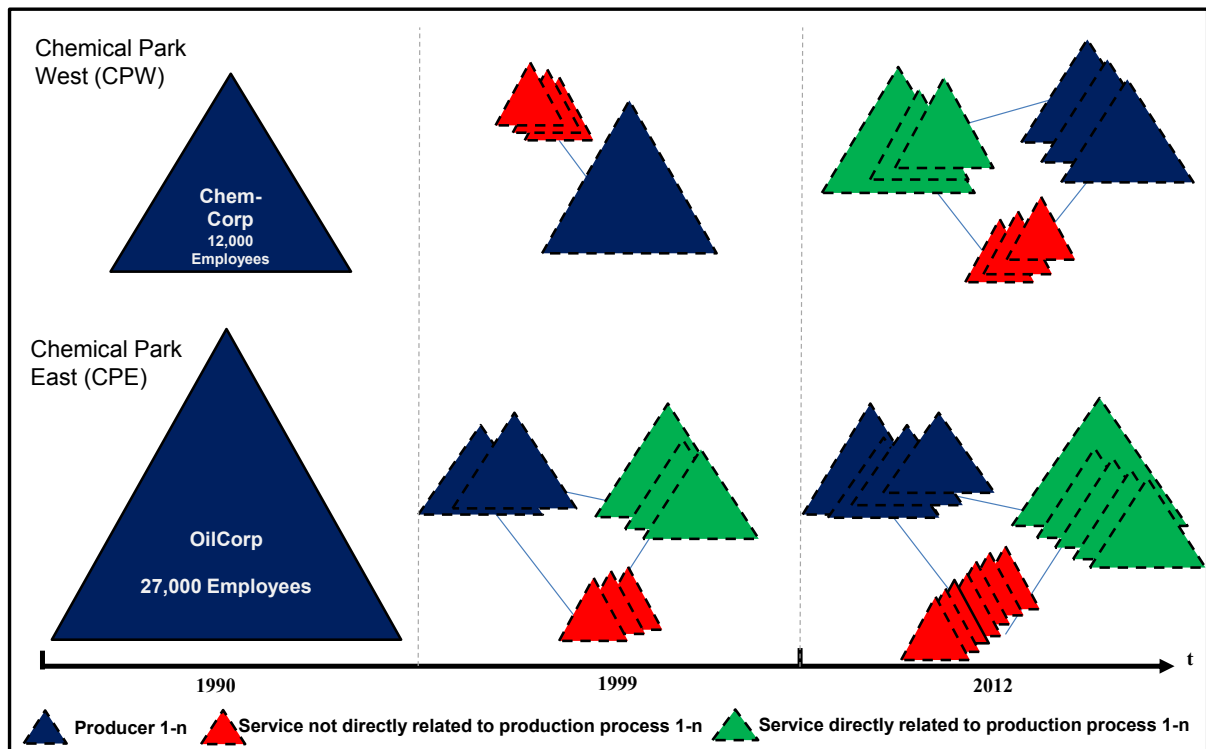 Chemical Park
West (CPW)
Chem-
Corp
12,000
Employees
Chemical Park
East (CPE)
OilCorp
27,000 Employees
t
1990
1999
2012
Producer 1-n
Service not directly related to production process 1-n
Service directly related to production process 1-n